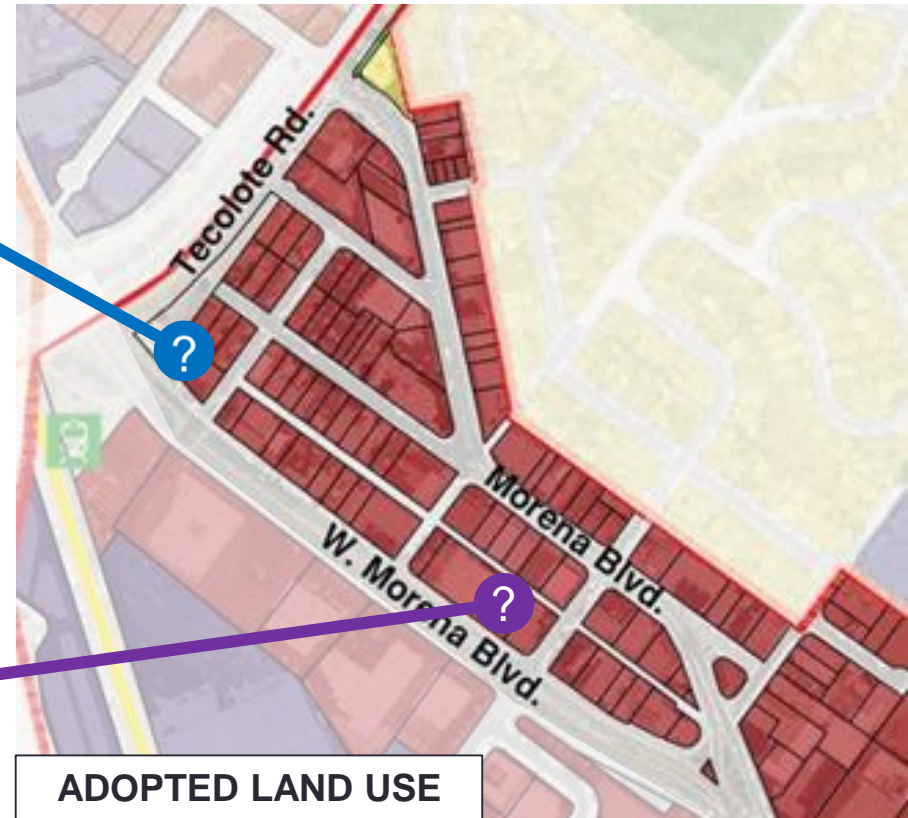 Tecolote Rd.
?
Morena Blvd.
W. Morena Blvd.
?
ADOPTED LAND USE